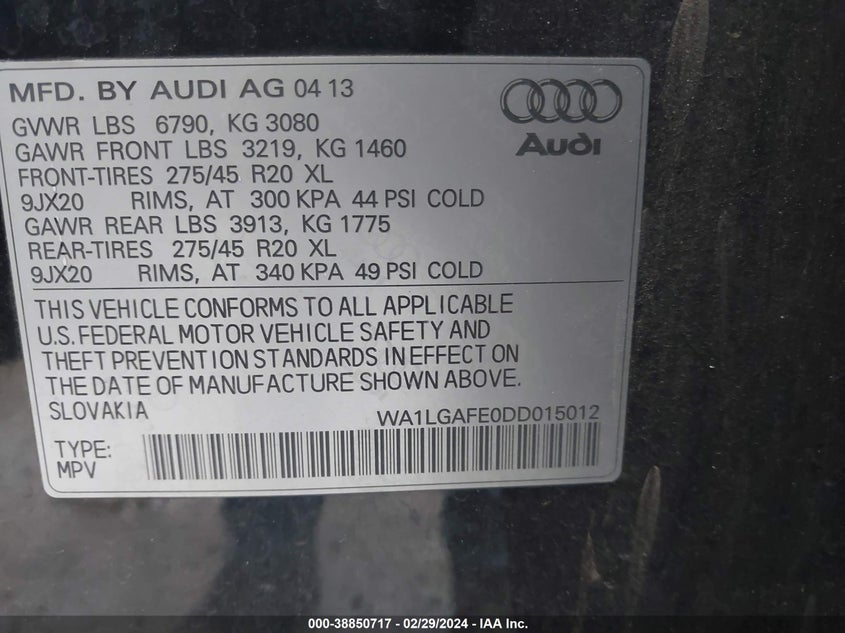 MFD. BY AUDI AG 04 13
Audi
GVWR LBS 6790, KG 3080
GAWR FRONT LBS 3219, KG 1460
FRONT-TIRES 275/45 R20 XL
9JX20 RIMS, AT 300 KPA 44 PSI COLD
GAWR REAR LBS 3913, KG 1775
REAR-TIRES 275/45 R20 XL
9JX20 RIMS, AT 340 KPA 49 PSI COLD
THIS VEHICLE CONFORMS TO ALL APPLICABLE
U.S. FEDERAL MOTOR VEHICLE SAFETY AND
THEFT PREVENTION STANDARDS IN EFFECT ON
THE DATE OF MANUFACTURE SHOWN ABOVE.
SLOVAKIA
WA1LGAFE0DD015012
TYPE:
MPV
000-38850717 - 02/29/2024 - IAA Inc.